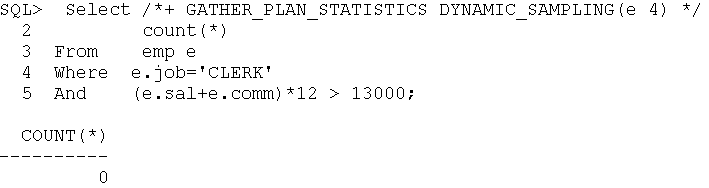 SQL>  Select /*+ GATHER_PLAN_STATISTICS DYNAMIC_SAMPLING(e 4) */
  2          count(*)
  3  From    emp e
  4  Where  e.job='CLERK'
  5  And    (e.sal+e.comm)*12 > 13000;
  COUNT(*)
----------
         0